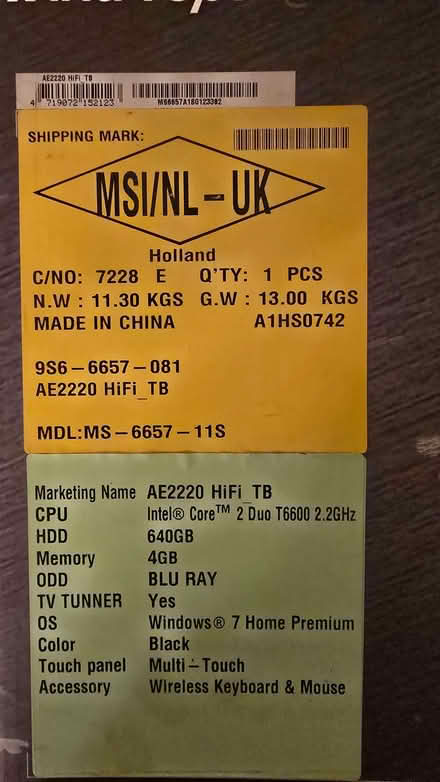 AE2220 HiFi_TB
4 719072 152123
SHIPPING MARK:
MSI/NL-UK
Holland
C/NO: 7228 E Q'TY: 1 PCS
N.W : 11.30 KGS G.W : 13.00 KGS
MADE IN CHINA A1HS0742
9S6-6657-081
AE2220 HiFi_TB
MDL:MS-6657-11S
Marketing Name AE2220 HiFi_TB
CPU Intel® Core™ 2 Duo T6600 2.2GHz
HDD 640GB
Memory 4GB
ODD BLU RAY
TV TUNNER Yes
OS Windows® 7 Home Premium
Color Black
Touch panel Multi-Touch
Accessory Wireless Keyboard & Mouse